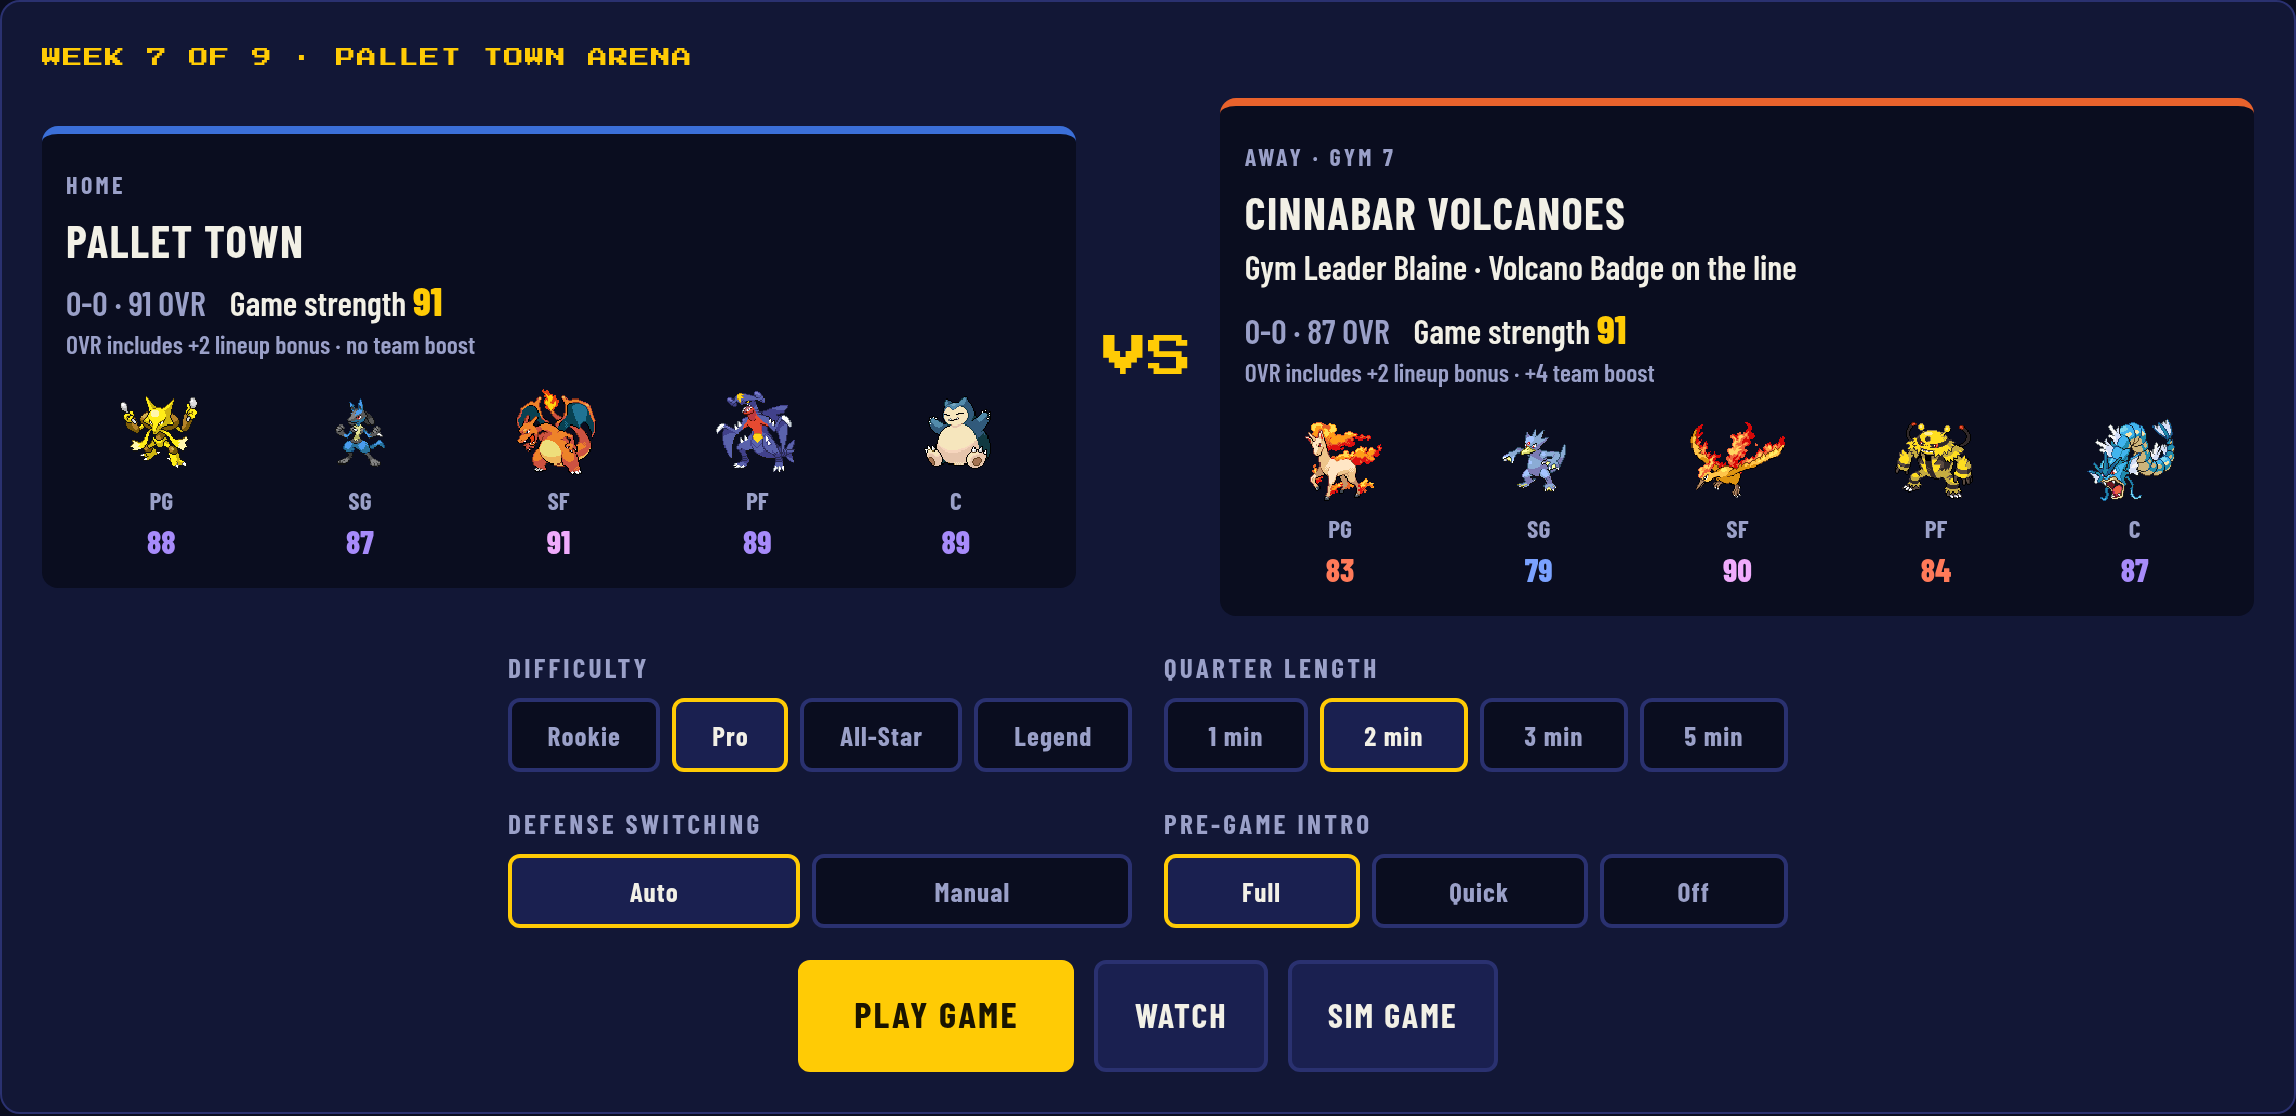 WEEK 7 OF 9 · PALLET TOWN ARENA
HOME
PALLET TOWN
0-0 · 91 OVR Game strength 91
OVR includes +2 lineup bonus · no team boost
PG SG SF PF C
88 87 91 89 89
VS
AWAY · GYM 7
CINNABAR VOLCANOES
Gym Leader Blaine · Volcano Badge on the line
0-0 · 87 OVR Game strength 91
OVR includes +2 lineup bonus · +4 team boost
PG SG SF PF C
83 79 90 84 87
DIFFICULTY
Rookie Pro All-Star Legend
QUARTER LENGTH
1 min 2 min 3 min 5 min
DEFENSE SWITCHING
Auto Manual
PRE-GAME INTRO
Full Quick Off
PLAY GAME WATCH SIM GAME